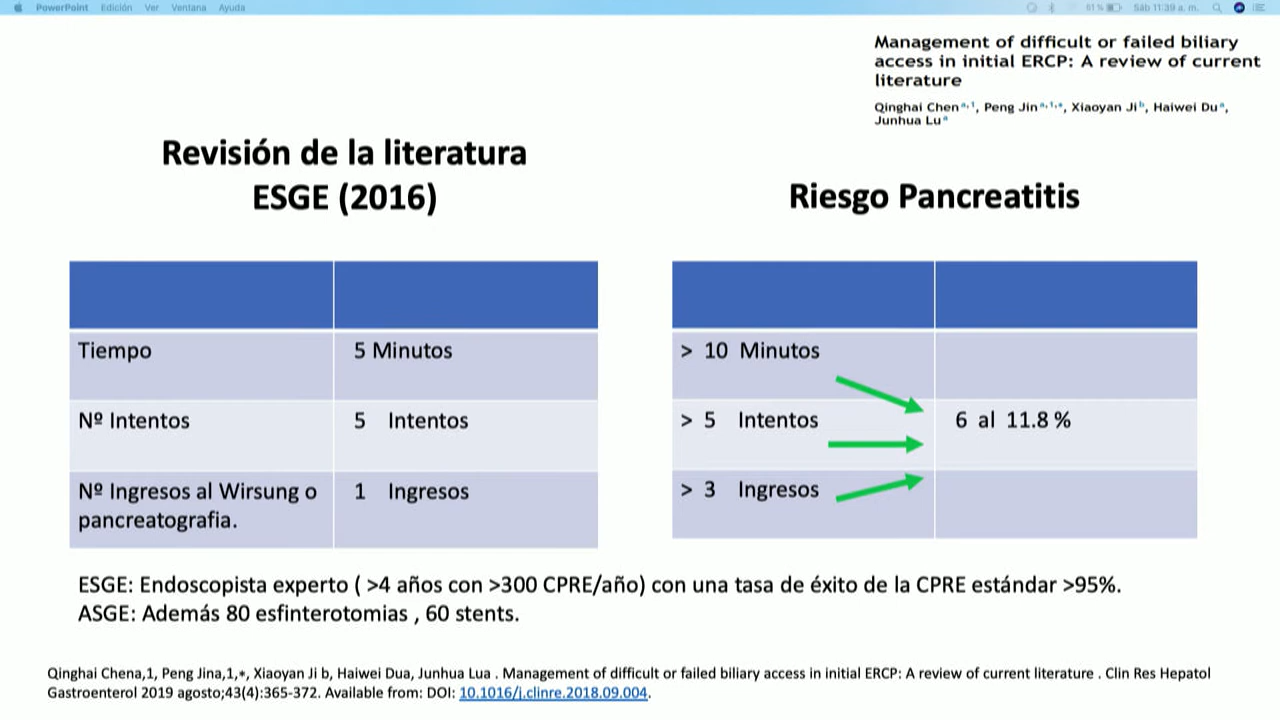 PowerPoint Edición Ver Ventana Ayuda
61 % Sáb 11:39 a. m.
Management of difficult or failed biliary
access in initial ERCP: A review of current
literature
Qinghai Chen a,1, Peng Jin a,1,*, Xiaoyan Ji b, Haiwei Du a,
Junhua Lu a
Revisión de la literatura
ESGE (2016)
Tiempo 5 Minutos
Nº Intentos 5 Intentos
Nº Ingresos al Wirsung o 1 Ingresos
pancreatografia.
Riesgo Pancreatitis
> 10 Minutos
> 5 Intentos 6 al 11.8 %
> 3 Ingresos
ESGE: Endoscopista experto ( >4 años con >300 CPRE/año) con una tasa de éxito de la CPRE estándar >95%.
ASGE: Además 80 esfinterotomias , 60 stents.
Qinghai Chena,1, Peng Jina,1,*, Xiaoyan Ji b, Haiwei Dua, Junhua Lua . Management of difficult or failed biliary access in initial ERCP: A review of current literature . Clin Res Hepatol
Gastroenterol 2019 agosto;43(4):365-372. Available from: DOI: 10.1016/j.clinre.2018.09.004.